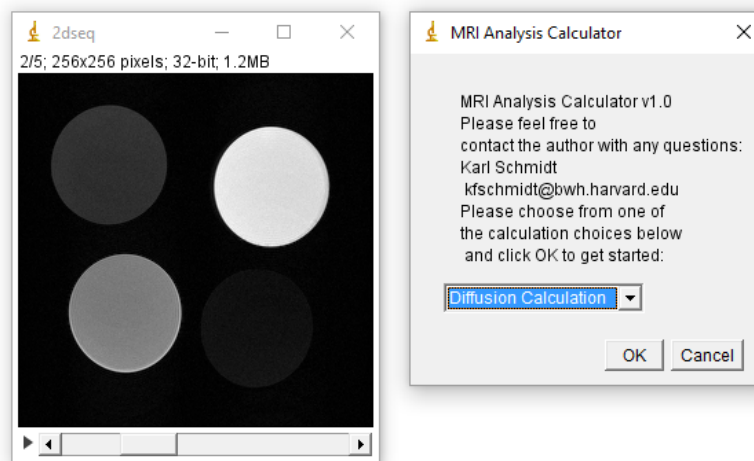 2dseq
2/5; 256x256 pixels; 32-bit; 1.2MB
MRI Analysis Calculator
MRI Analysis Calculator v1.0
Please feel free to
contact the author with any questions:
Karl Schmidt
kfschmidt@bwh.harvard.edu
Please choose from one of
the calculation choices below
and click OK to get started:
Diffusion Calculation
OK Cancel